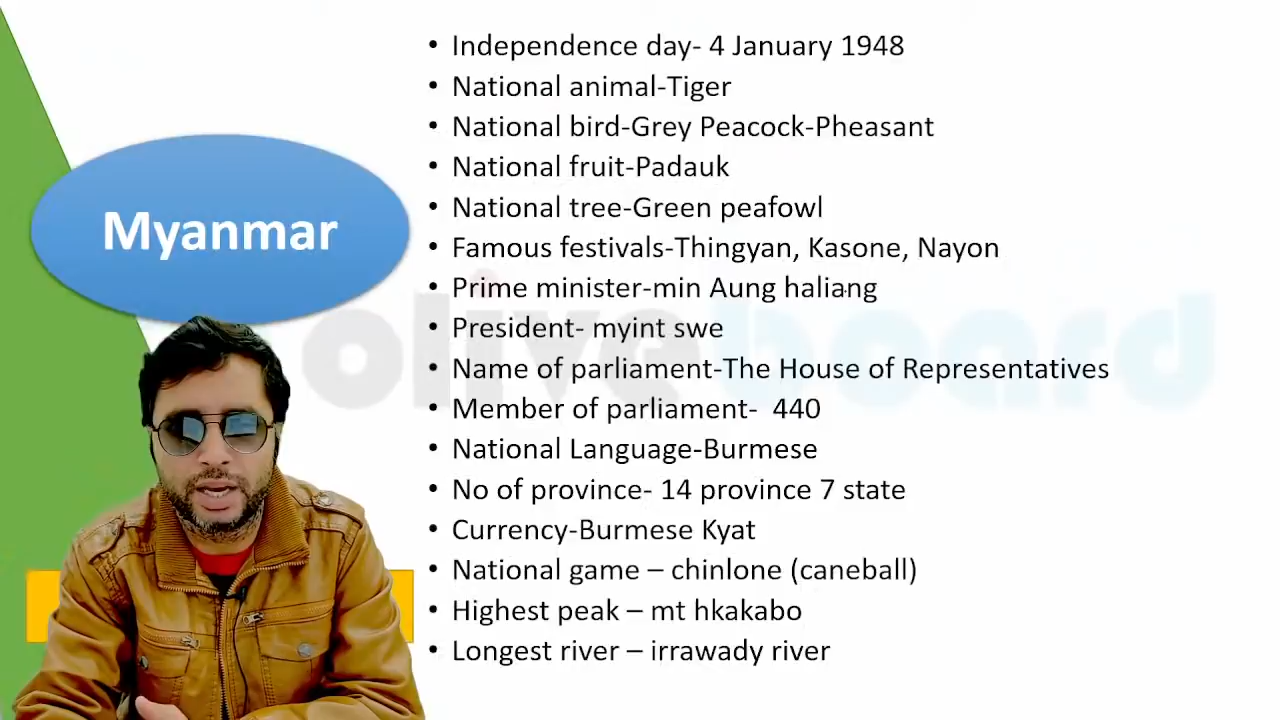 Myanmar
• Independence day- 4 January 1948
• National animal-Tiger
• National bird-Grey Peacock-Pheasant
• National fruit-Padauk
• National tree-Green peafowl
• Famous festivals-Thingyan, Kasone, Nayon
• Prime minister-min Aung haliang
• President- myint swe
• Name of parliament-The House of Representatives
• Member of parliament- 440
• National Language-Burmese
• No of province- 14 province 7 state
• Currency-Burmese Kyat
• National game – chinlone (caneball)
• Highest peak – mt hkakabo
• Longest river – irrawady river
oliveboard